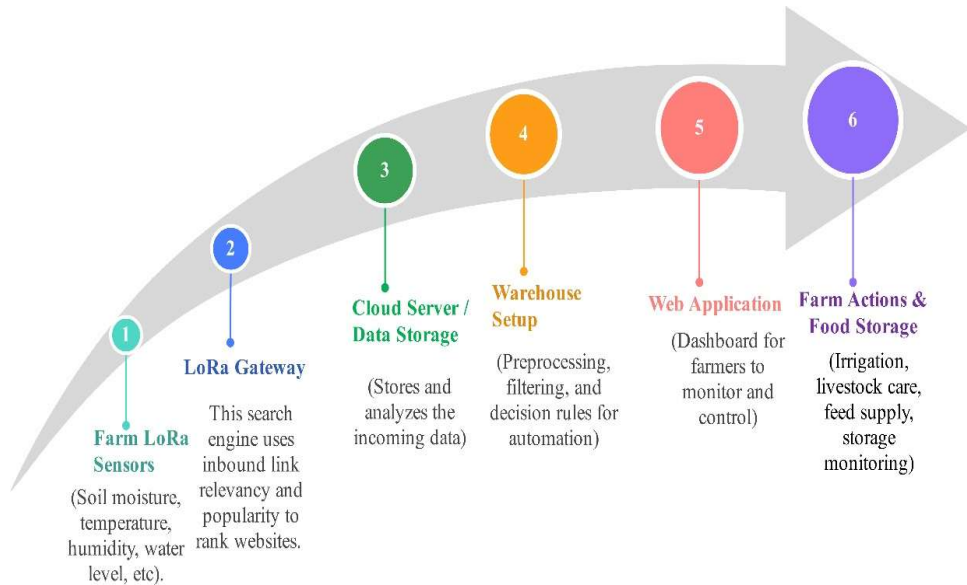 1
Farm LoRa
Sensors
(Soil moisture,
temperature,
humidity, water
level, etc).
2
LoRa Gateway
This search
engine uses
inbound link
relevancy and
popularity to
rank websites.
3
Cloud Server /
Data Storage
(Stores and
analyzes the
incoming data)
4
Warehouse
Setup
(Preprocessing,
filtering, and
decision rules for
automation)
5
Web Application
(Dashboard for
farmers to
monitor and
control)
6
Farm Actions &
Food Storage
(Irrigation,
livestock care,
feed supply,
storage
monitoring)